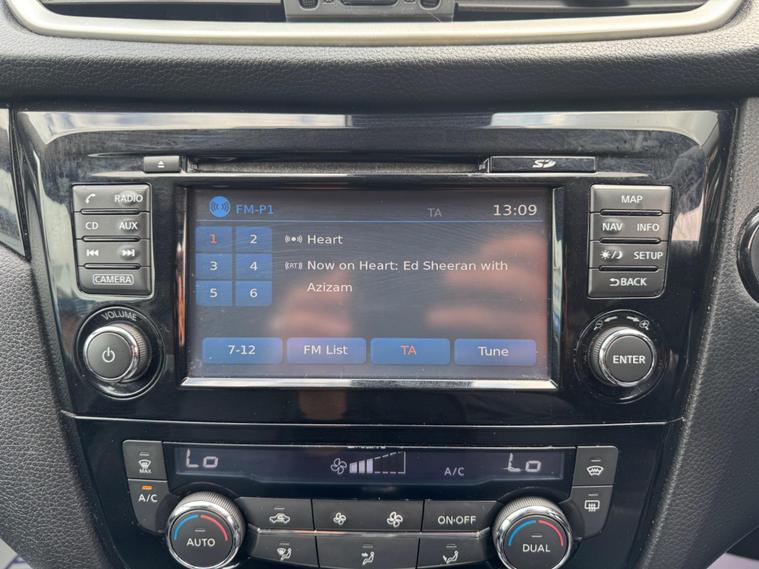 SD
RADIO
CD AUX
CAMERA
VOLUME
FM-P1 TA 13:09
1 2 Heart
3 4 Now on Heart: Ed Sheeran with
5 6 Azizam
7-12 FM List TA Tune
MAP
NAV INFO
SETUP
BACK
ENTER
MAX
A/C
Lo A/C Lo
AUTO
ON·OFF
DUAL